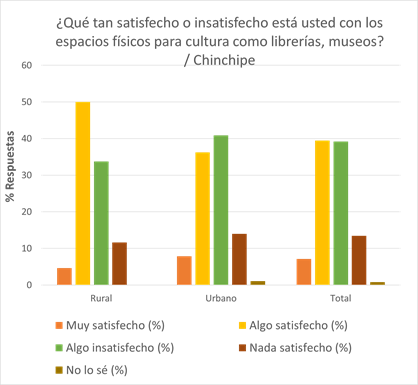 ¿Qué tan satisfecho o insatisfecho está usted con los
espacios físicos para cultura como librerías, museos?
/ Chinchipe
60
50
40
30
20
10
0
% Respuestas
Rural
Urbano
Total
Muy satisfecho (%)
Algo satisfecho (%)
Algo insatisfecho (%)
Nada satisfecho (%)
No lo sé (%)